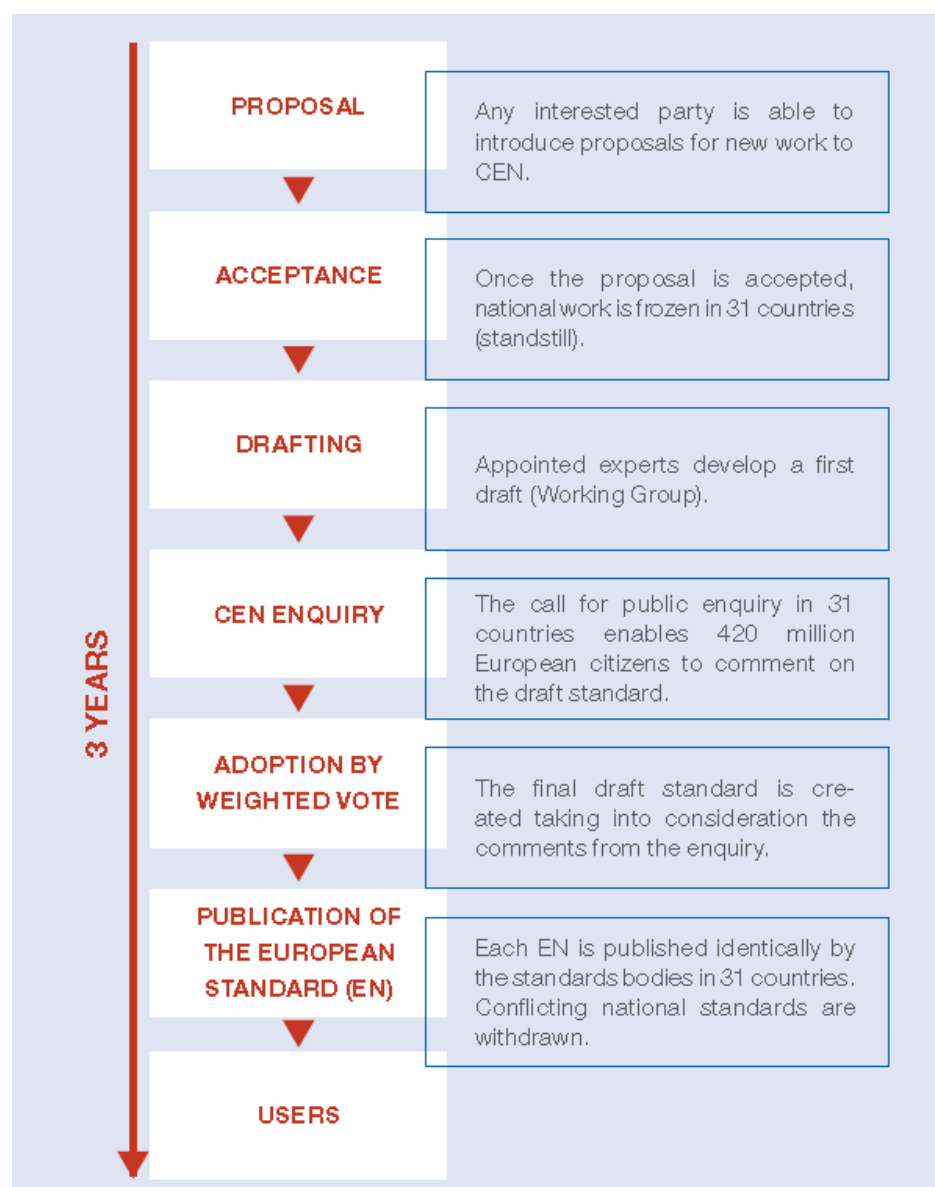 3 YEARS
PROPOSAL
Any interested party is able to
introduce proposals for new work to
CEN.
ACCEPTANCE
Once the proposal is accepted,
national work is frozen in 31 countries
(standstill).
DRAFTING
Appointed experts develop a first
draft (Working Group).
CEN ENQUIRY
The call for public enquiry in 31
countries enables 420 million
European citizens to comment on
the draft standard.
ADOPTION BY
WEIGHTED VOTE
The final draft standard is cre-
ated taking into consideration the
comments from the enquiry.
PUBLICATION OF
THE EUROPEAN
STANDARD (EN)
Each EN is published identically by
the standards bodies in 31 countries.
Conflicting national standards are
withdrawn.
USERS